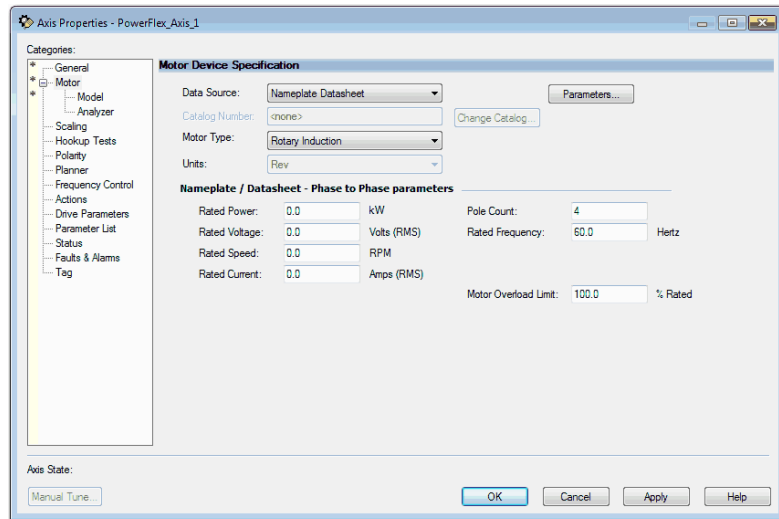 Axis Properties - PowerFlex_Axis_1
Categories:
* General
* Motor
* Model
Analyzer
Scaling
Hookup Tests
Polarity
Planner
Frequency Control
Actions
Drive Parameters
Parameter List
Status
Faults & Alarms
Tag
Motor Device Specification
Data Source: Nameplate Datasheet Parameters...
Catalog Number: <none> Change Catalog...
Motor Type: Rotary Induction
Units: Rev
Nameplate / Datasheet - Phase to Phase parameters
Rated Power: 0.0 kW Pole Count: 4
Rated Voltage: 0.0 Volts (RMS) Rated Frequency: 60.0 Hertz
Rated Speed: 0.0 RPM
Rated Current: 0.0 Amps (RMS)
Motor Overload Limit: 100.0 % Rated
Axis State:
Manual Tune... OK Cancel Apply Help